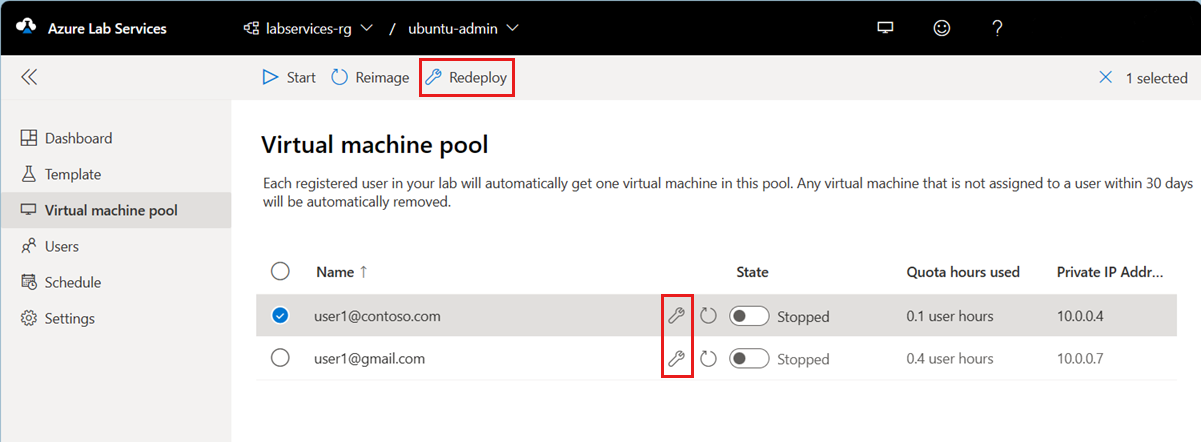 Azure Lab Services labservices-rg / ubuntu-admin ?
Start Reimage Redeploy 1 selected
Dashboard
Template
Virtual machine pool
Users
Schedule
Settings
Virtual machine pool
Each registered user in your lab will automatically get one virtual machine in this pool. Any virtual machine that is not assigned to a user within 30 days
will be automatically removed.
Name ↑ State Quota hours used Private IP Addr...
user1@contoso.com Stopped 0.1 user hours 10.0.0.4
user1@gmail.com Stopped 0.4 user hours 10.0.0.7